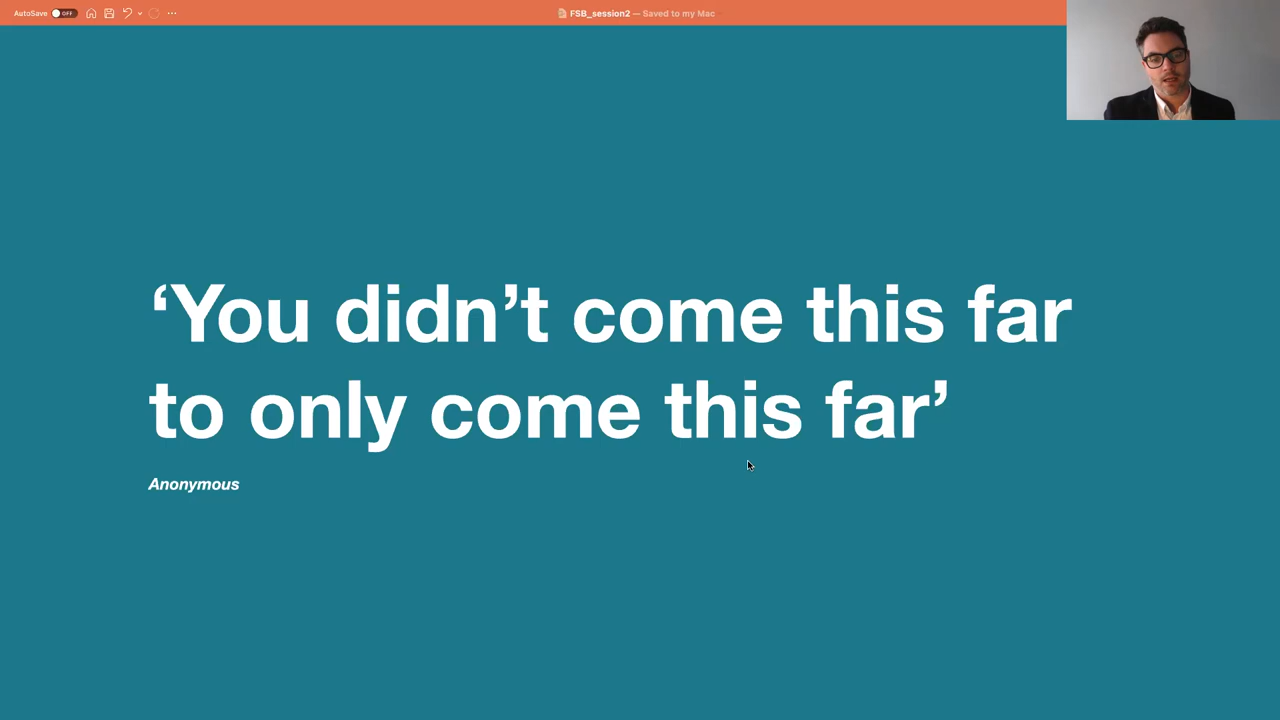 AutoSave OFF
FSB_session2 — Saved to my Mac
‘You didn’t come this far
to only come this far’
Anonymous